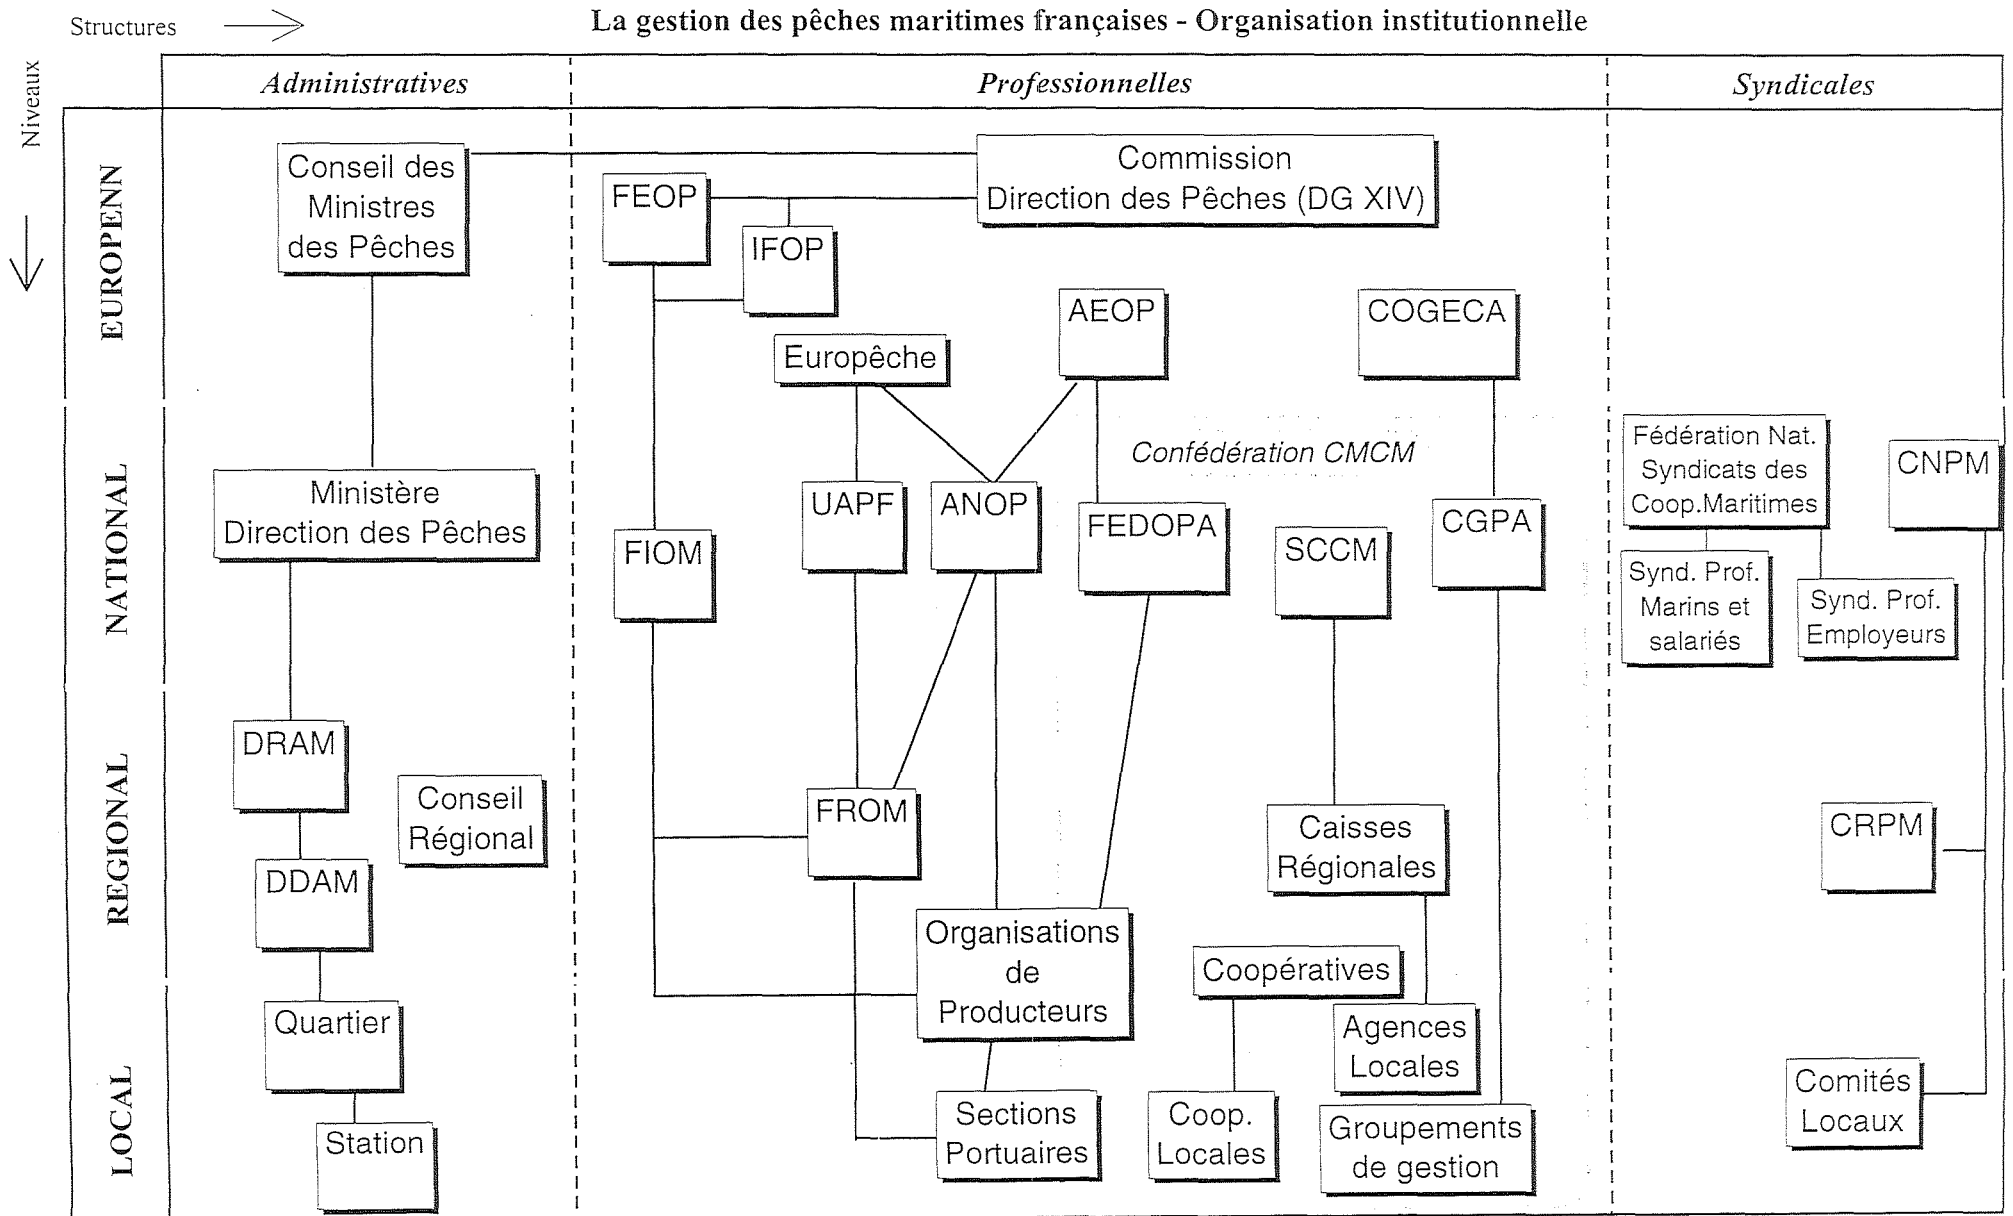 La gestion des pêches maritimes françaises - Organisation institutionnelle
Structures
Niveaux
Administratives
Professionnelles
Syndicales
EUROPENN
Conseil des
Ministres
des Pêches
Commission
Direction des Pêches (DG XIV)
FEOP
IFOP
AEOP
COGECA
Europêche
NATIONAL
Confédération CMCM
Ministère
Direction des Pêches
FIOM
UAPF
ANOP
FEDOPA
SCCM
CGPA
Fédération Nat.
Syndicats des
Coop.Maritimes
CNPM
Synd. Prof.
Marins et
salariés
Synd. Prof.
Employeurs
REGIONAL
DRAM
Conseil
Régional
DDAM
FROM
Caisses
Régionales
CRPM
Organisations
de
Producteurs
Coopératives
LOCAL
Quartier
Station
Agences
Locales
Sections
Portuaires
Coop.
Locales
Groupements
de gestion
Comités
Locaux